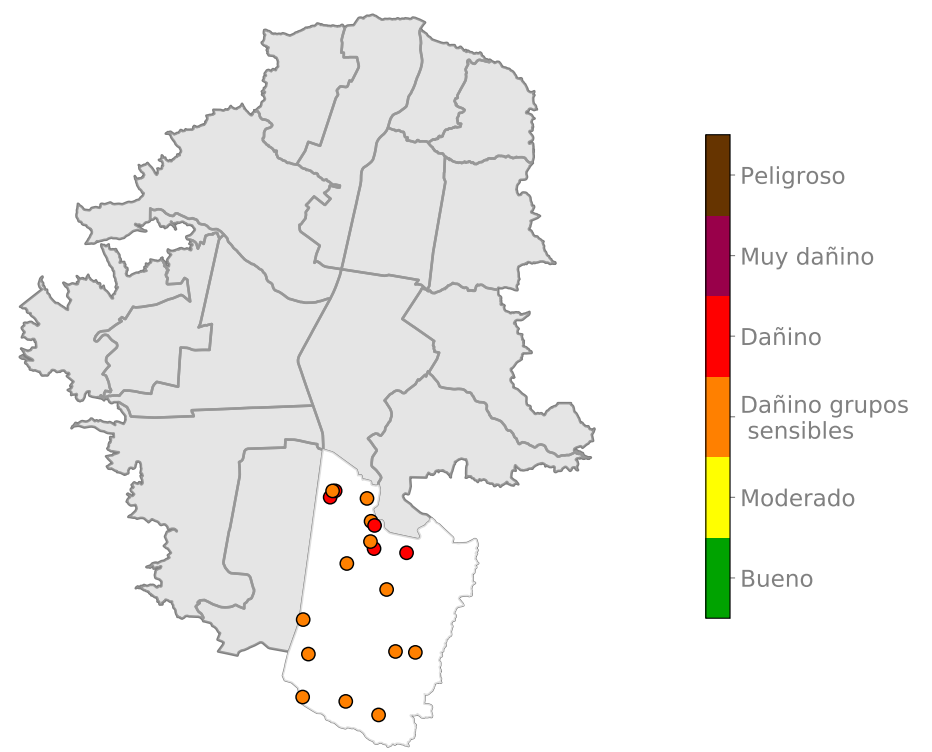 Peligroso
Muy dañino
Dañino
Dañino grupos
sensibles
Moderado
Bueno